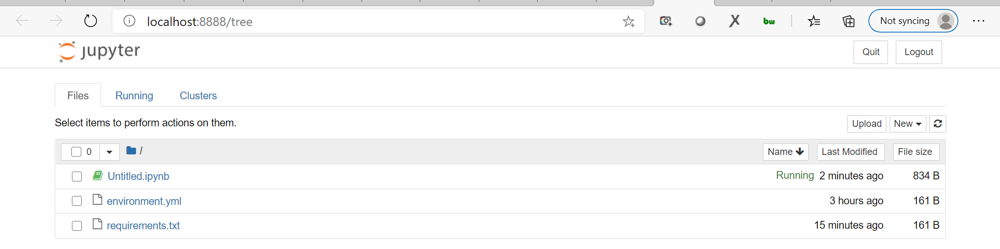 localhost:8888/tree
bw
Not syncing
jupyter
Quit
Logout
Files
Running
Clusters
Select items to perform actions on them.
Upload
New
0
/
Name
Last Modified
File size
Untitled.ipynb
Running
2 minutes ago
834 B
environment.yml
3 hours ago
161 B
requirements.txt
15 minutes ago
161 B